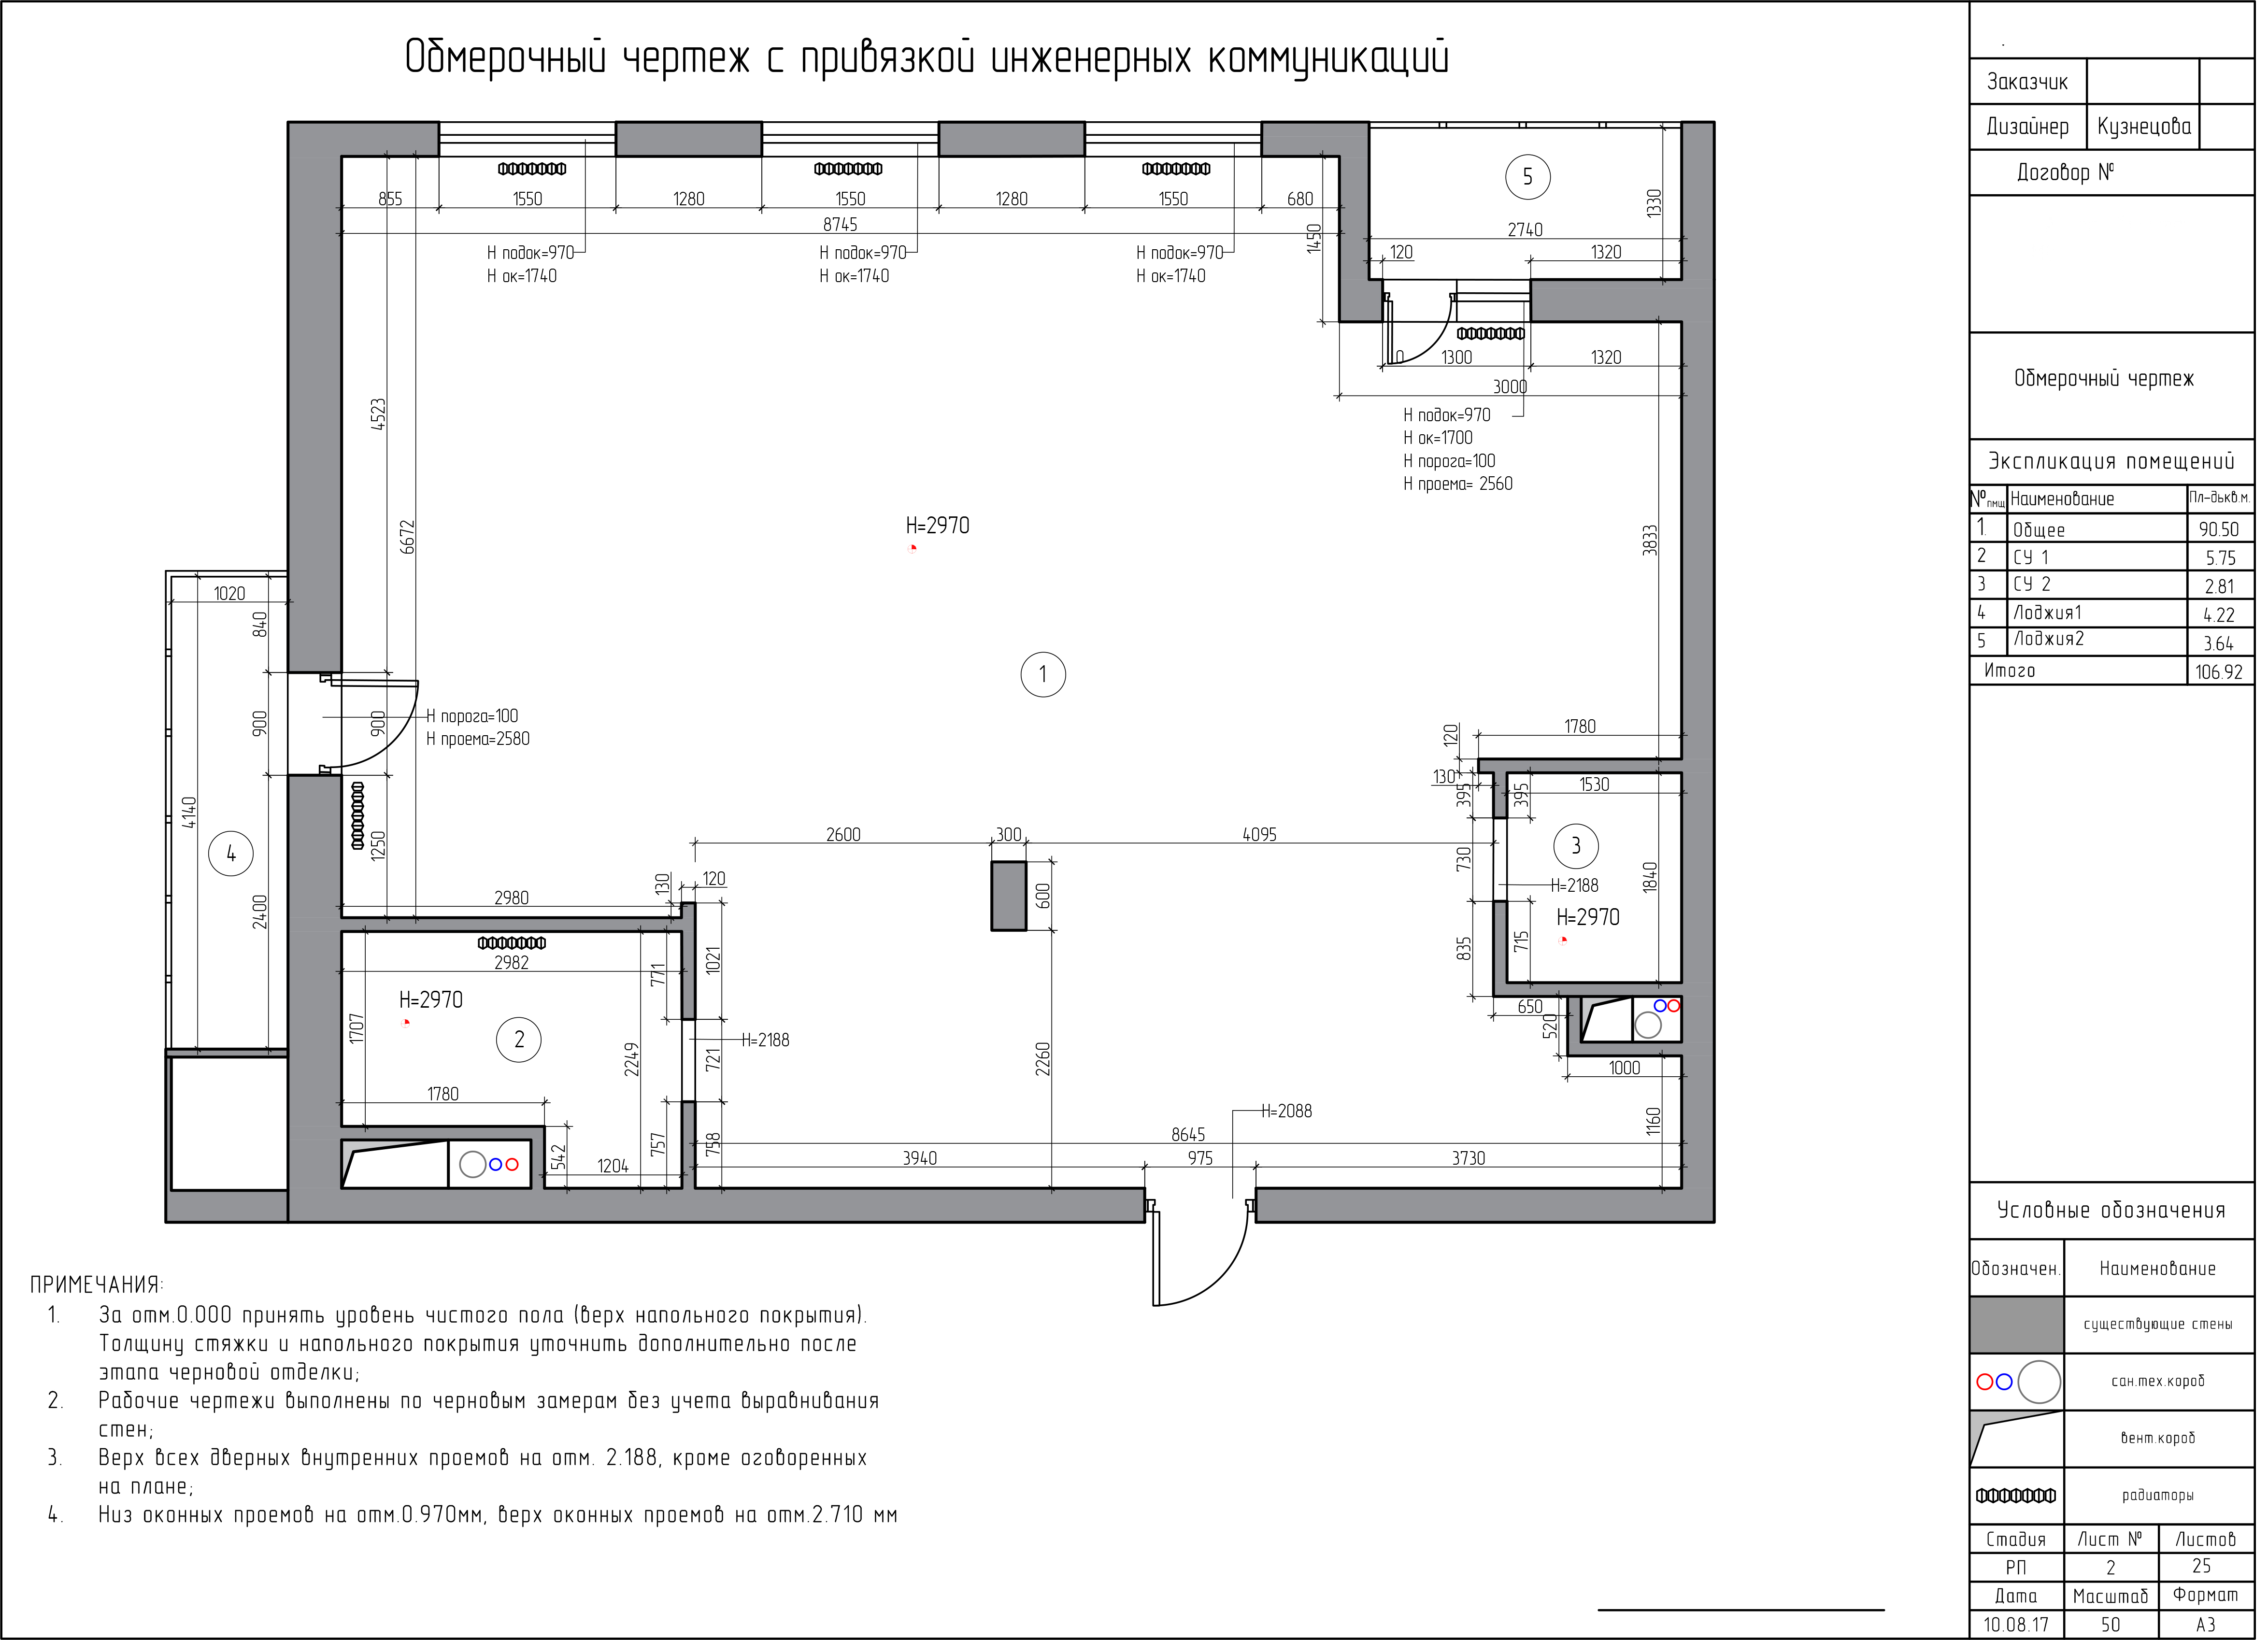 Обмерочный чертеж с привязкой инженерных коммуникаций
855
1550
1280
1550
1280
1550
680
8745
Н подок=970
Н ок=1740
Н подок=970
Н ок=1740
Н подок=970
Н ок=1740
1450
5
1330
2740
120
1320
1300
1320
3000
Н подок=970
Н ок=1700
Н порога=100
Н проема= 2560
4523
6672
Н=2970
3833
1020
840
1
900
900
Н порога=100
Н проема=2580
1780
120
130
395
395
1530
4140
4
1250
2400
2600
300
4095
730
3
Н=2188
1840
Н=2970
2980
130
120
600
835
715
2982
771
1021
Н=2970
1707
2
2249
721
Н=2188
2260
650
520
1000
1780
542
1204
757
758
Н=2088
8645
3940
975
3730
1160
ПРИМЕЧАНИЯ:
1. За отм.0.000 принять уровень чистого пола (верх напольного покрытия).
Толщину стяжки и напольного покрытия уточнить дополнительно после
этапа черновой отделки;
2. Рабочие чертежи выполнены по черновым замерам без учета выравнивания
стен;
3. Верх всех дверных внутренних проемов на отм. 2.188, кроме оговоренных
на плане;
4. Низ оконных проемов на отм.0.970мм, верх оконных проемов на отм.2.710 мм
Заказчик
Дизайнер Кузнецова
Договор №
Обмерочный чертеж
Экспликация помещений
№пмщ Наименование Пл-дькв.м.
1. Общее 90.50
2 СУ 1 5.75
3 СУ 2 2.81
4 Лоджия1 4.22
5 Лоджия2 3.64
Итого 106.92
Условные обозначения
Обозначен. Наименование
существующие стены
сан.тех.короб
вент.короб
радиаторы
Стадия Лист № Листов
РП 2 25
Дата Масштаб Формат
10.08.17 50 А3